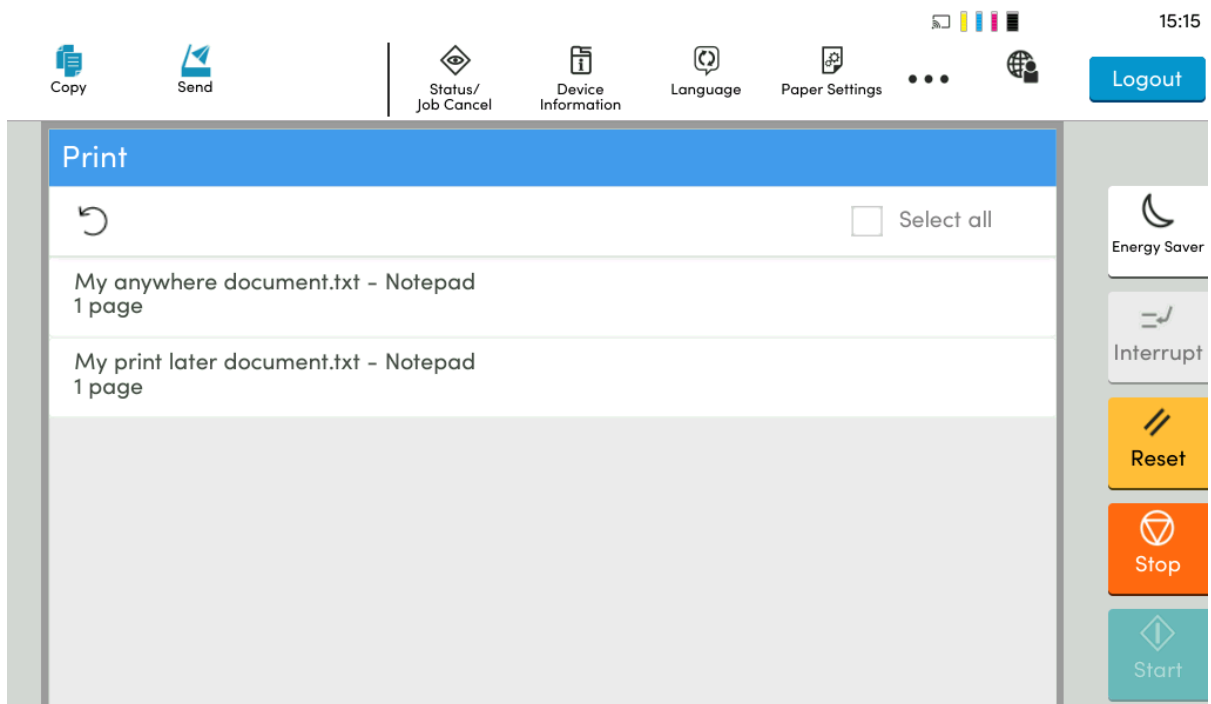 15:15
Copy
Send
Status/
Job Cancel
Device
Information
Language
Paper Settings
Logout
Print
Select all
My anywhere document.txt - Notepad
1 page
My print later document.txt - Notepad
1 page
Energy Saver
Interrupt
Reset
Stop
Start